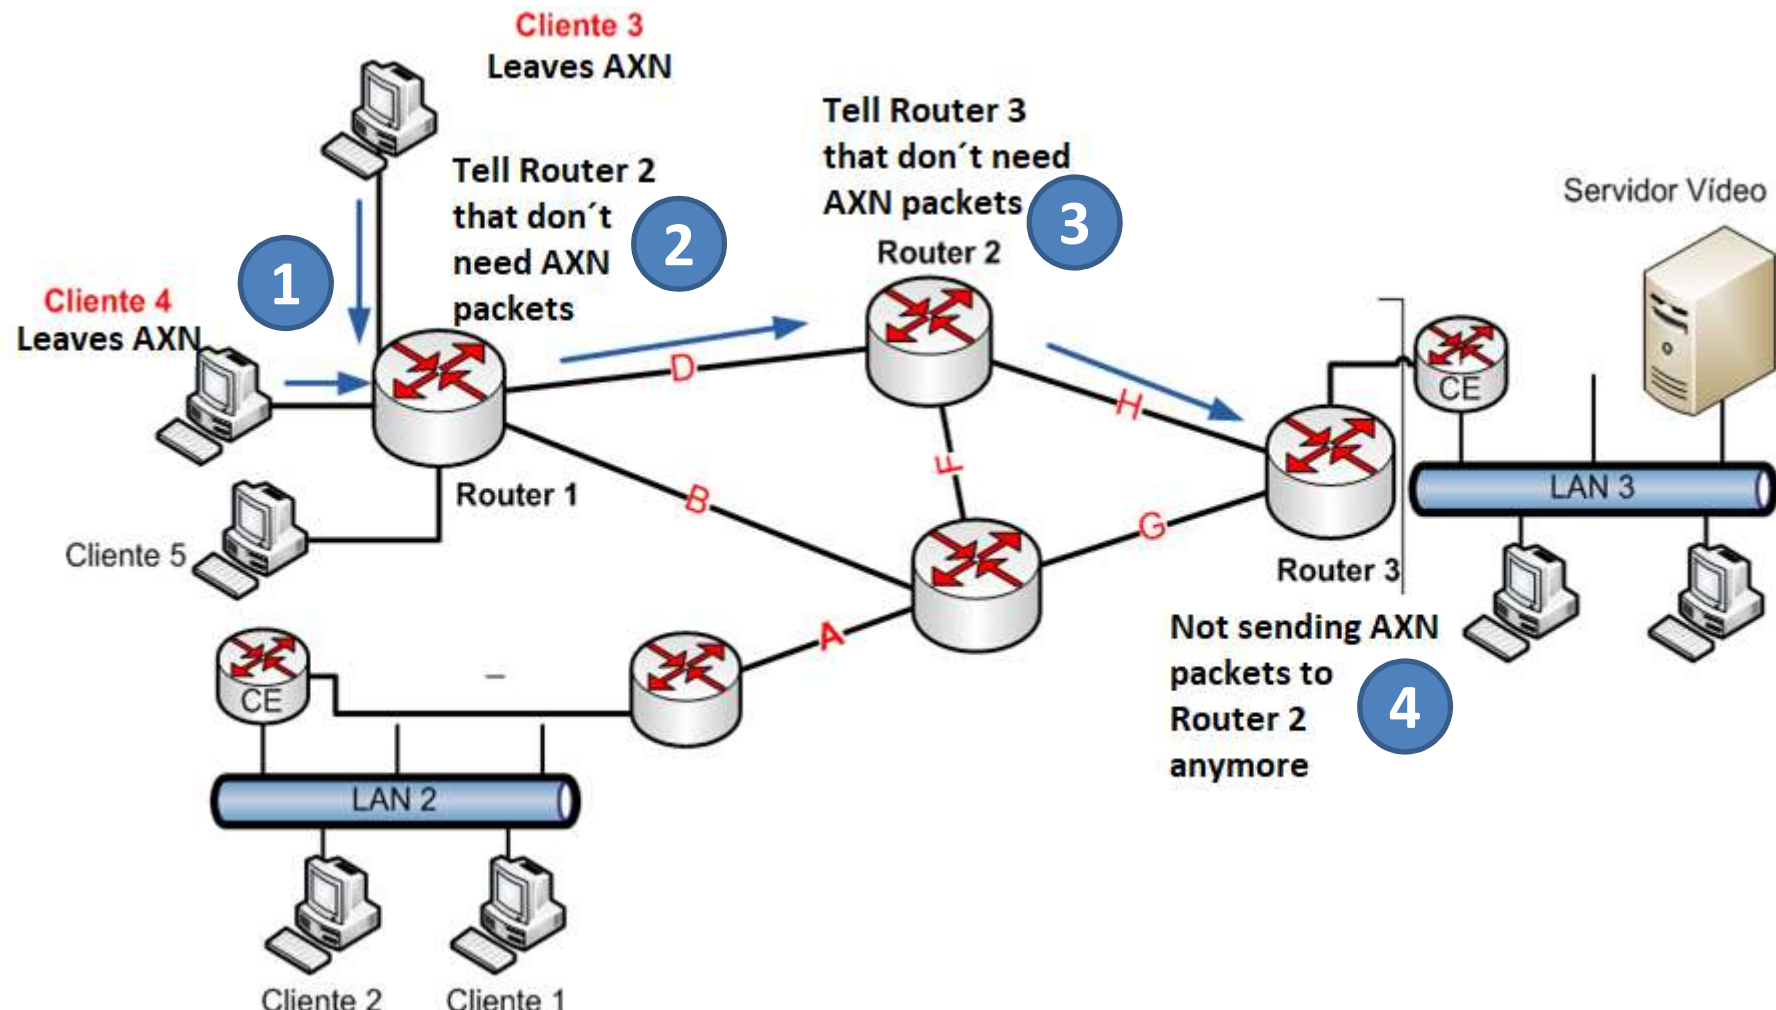 Cliente 3
Leaves AXN
Tell Router 2
that don´t
need AXN
packets
2
Tell Router 3
that don´t need
AXN packets
3
Router 2
Servidor Vídeo
1
Cliente 4
Leaves AXN
D
H
CE
F
B
Router 1
G
LAN 3
Cliente 5
Router 3
Not sending AXN
packets to
Router 2
anymore
4
A
CE
LAN 2
Cliente 2
Cliente 1